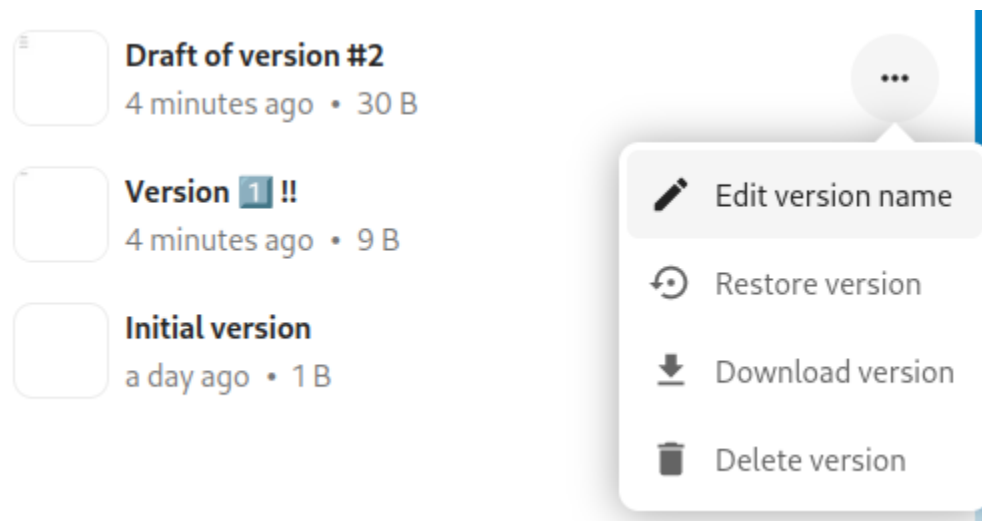 Draft of version #2
4 minutes ago • 30 B
Version 1️⃣ !!
4 minutes ago • 9 B
Initial version
a day ago • 1 B
Edit version name
Restore version
Download version
Delete version